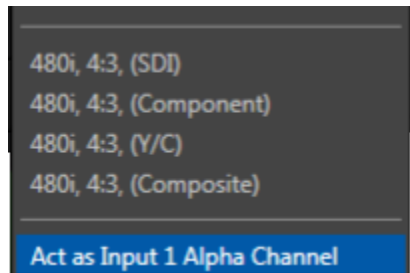 480i, 4:3, (SDI)
480i, 4:3, (Component)
480i, 4:3, (Y/C)
480i, 4:3, (Composite)
Act as Input 1 Alpha Channel